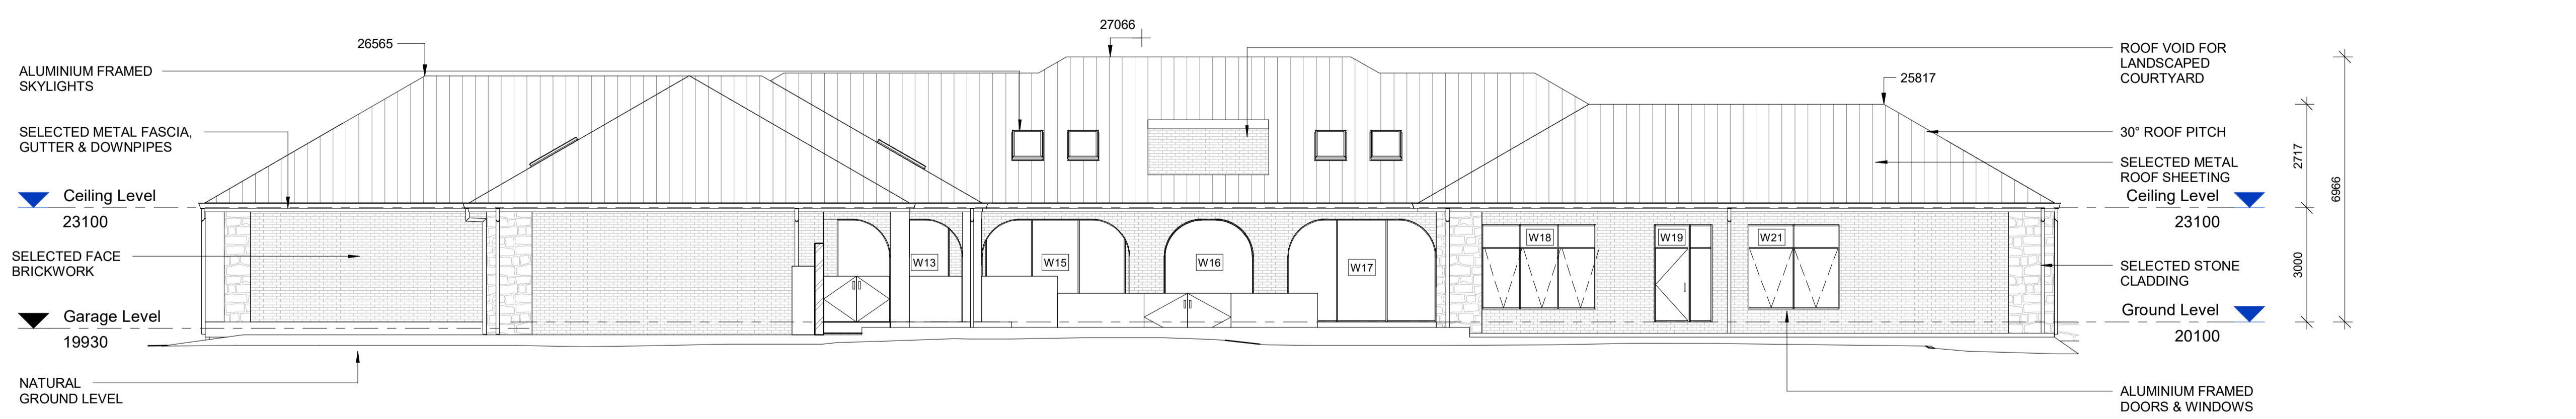 26565
27066
25817
ALUMINIUM FRAMED
SKYLIGHTS
SELECTED METAL FASCIA,
GUTTER & DOWNPIPES
Ceiling Level
23100
SELECTED FACE
BRICKWORK
Garage Level
19930
NATURAL
GROUND LEVEL
W13
W15
W16
W17
W18
W19
W21
ROOF VOID FOR
LANDSCAPED
COURTYARD
30° ROOF PITCH
SELECTED METAL
ROOF SHEETING
Ceiling Level
23100
SELECTED STONE
CLADDING
Ground Level
20100
ALUMINIUM FRAMED
DOORS & WINDOWS
2717
3000
6966